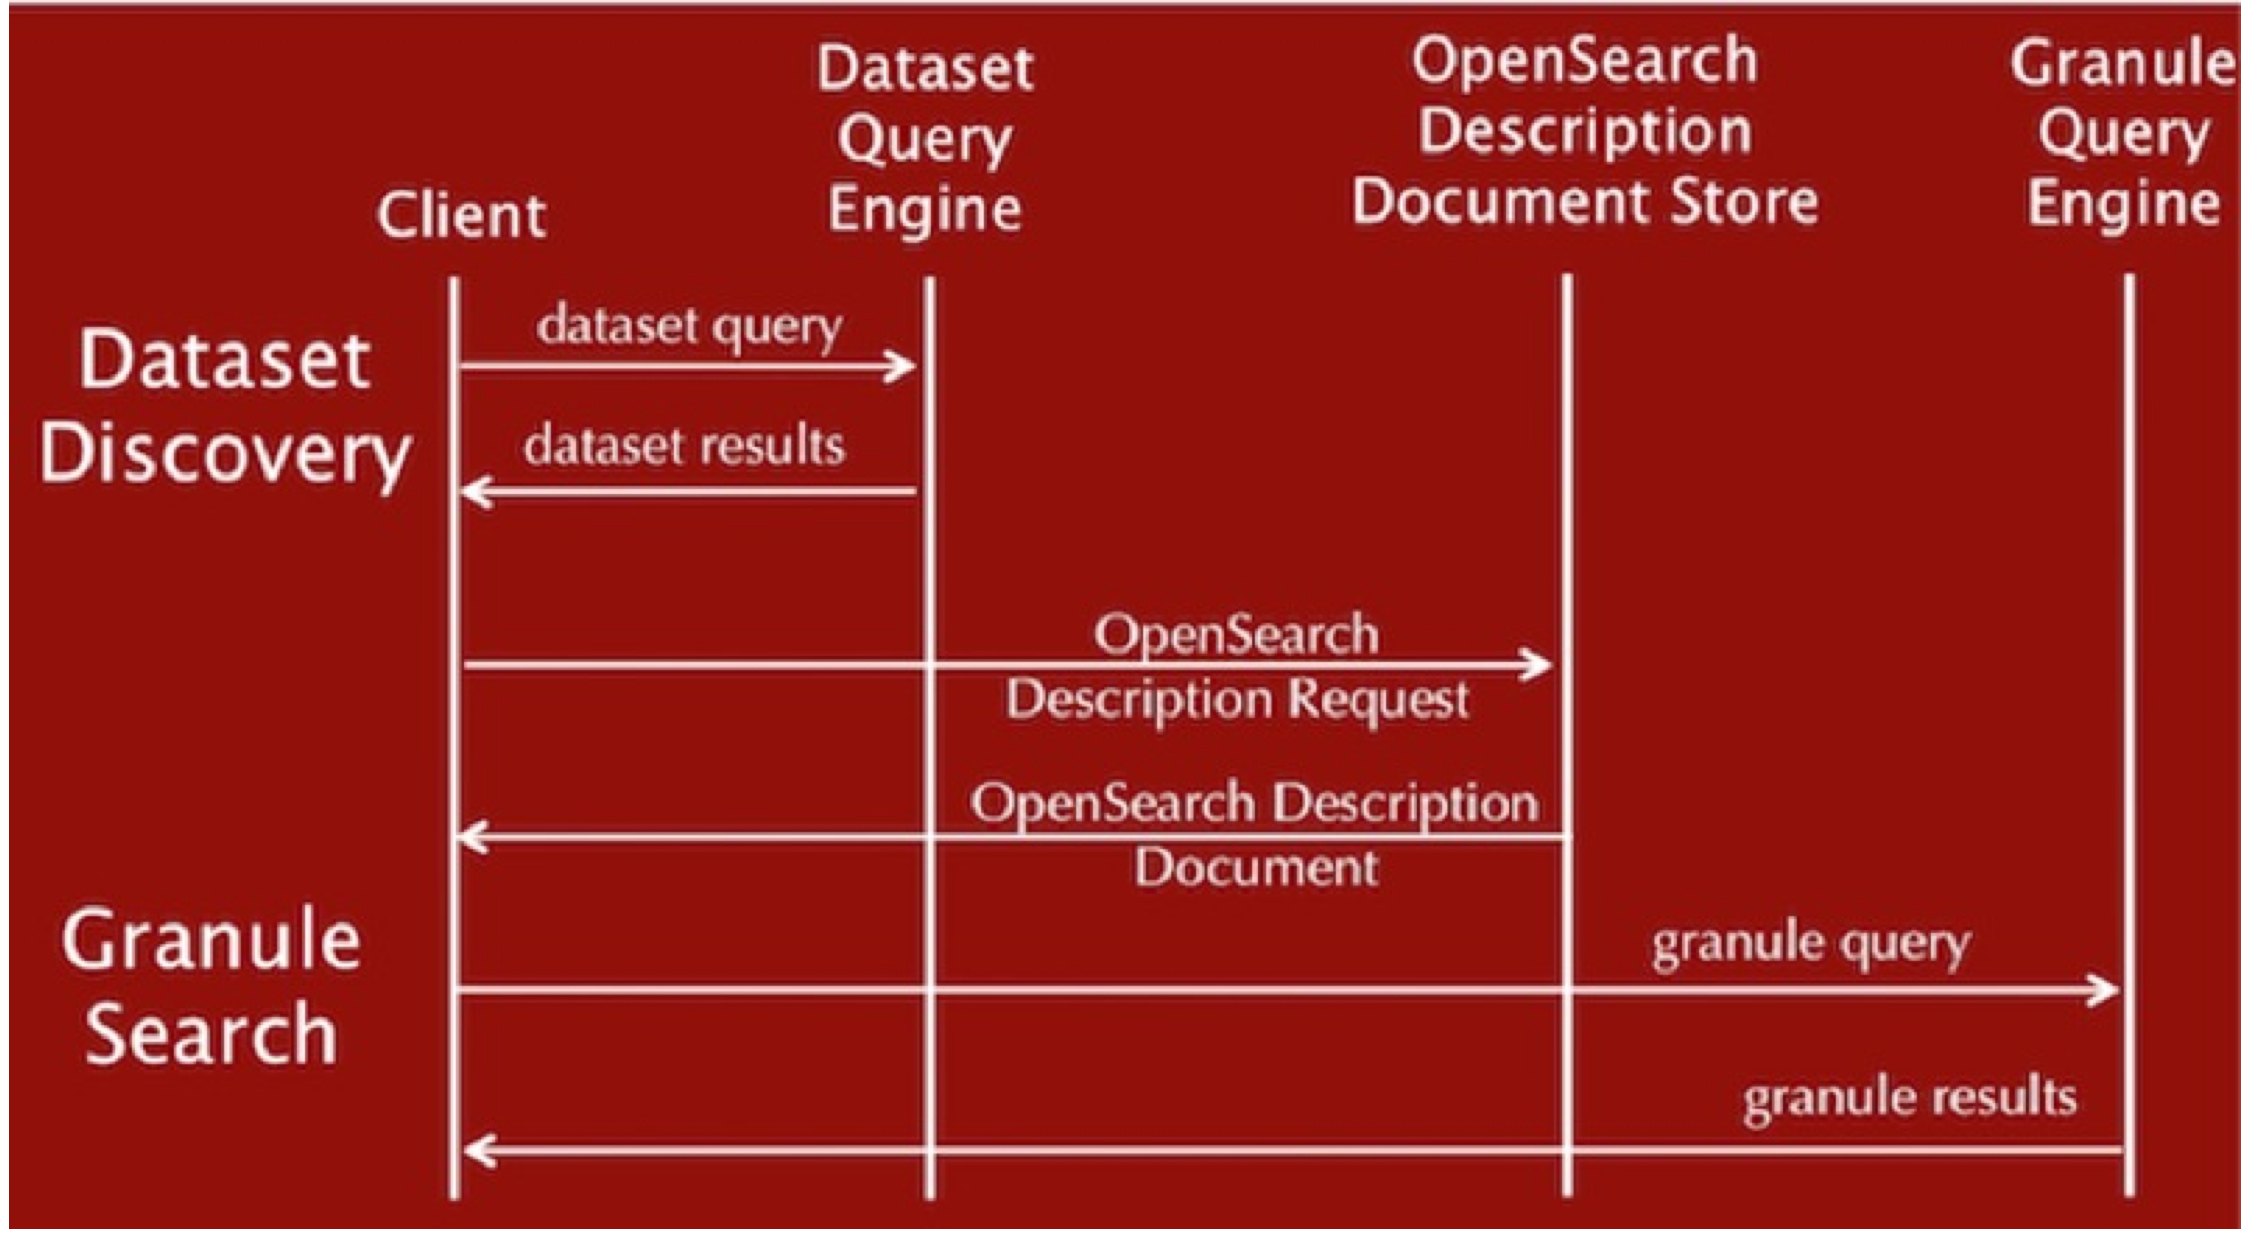 Client
Dataset
Query
Engine
OpenSearch
Description
Document Store
Granule
Query
Engine
Dataset
Discovery
dataset query
dataset results
OpenSearch
Description Request
OpenSearch Description
Document
Granule
Search
granule query
granule results